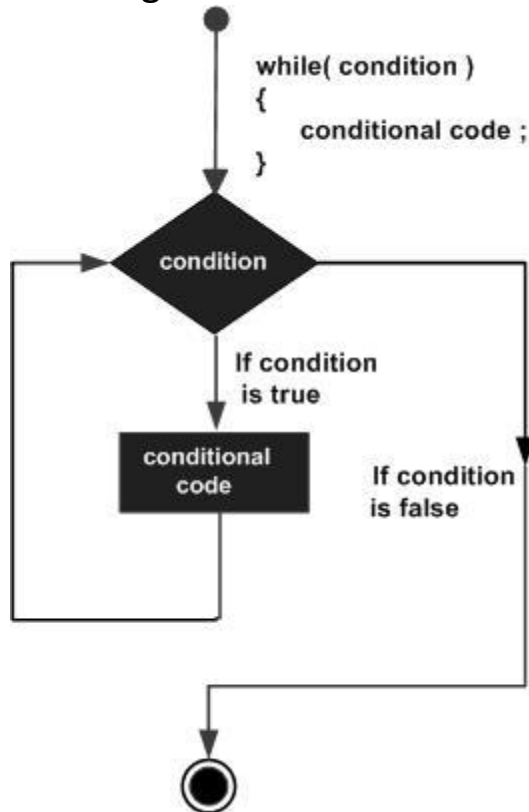 while( condition )
{
conditional code ;
}
condition
If condition
is true
conditional
code
If condition
is false